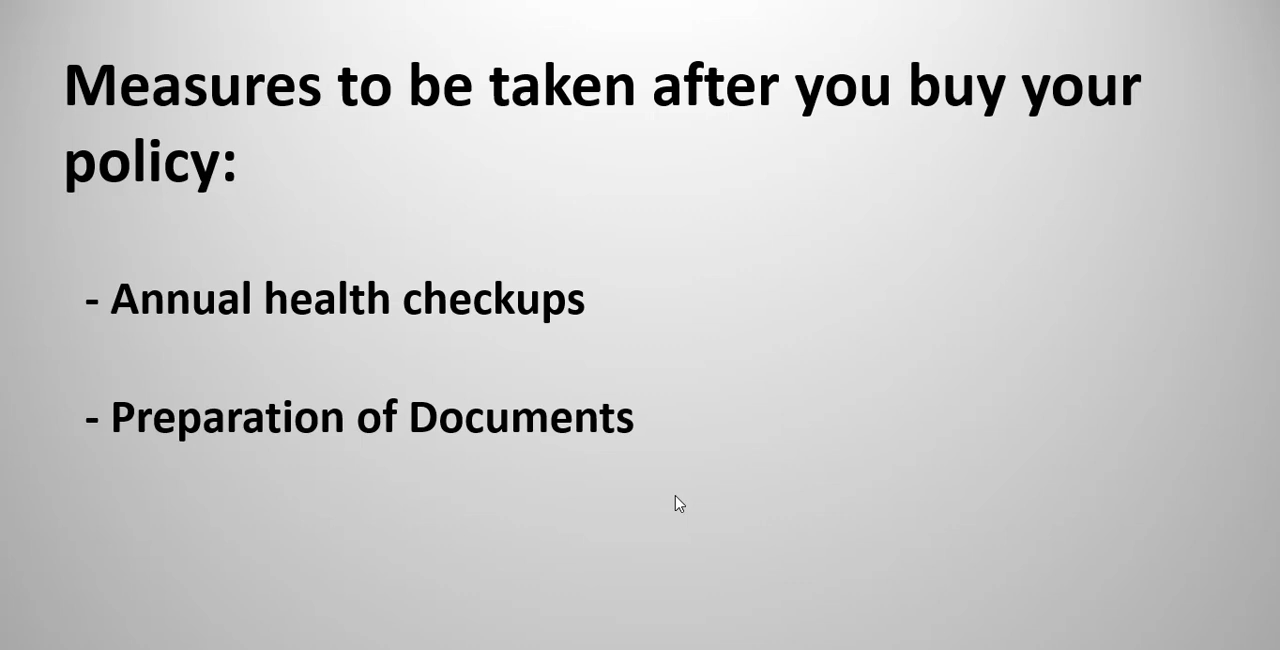 Measures to be taken after you buy your
policy:
- Annual health checkups
- Preparation of Documents